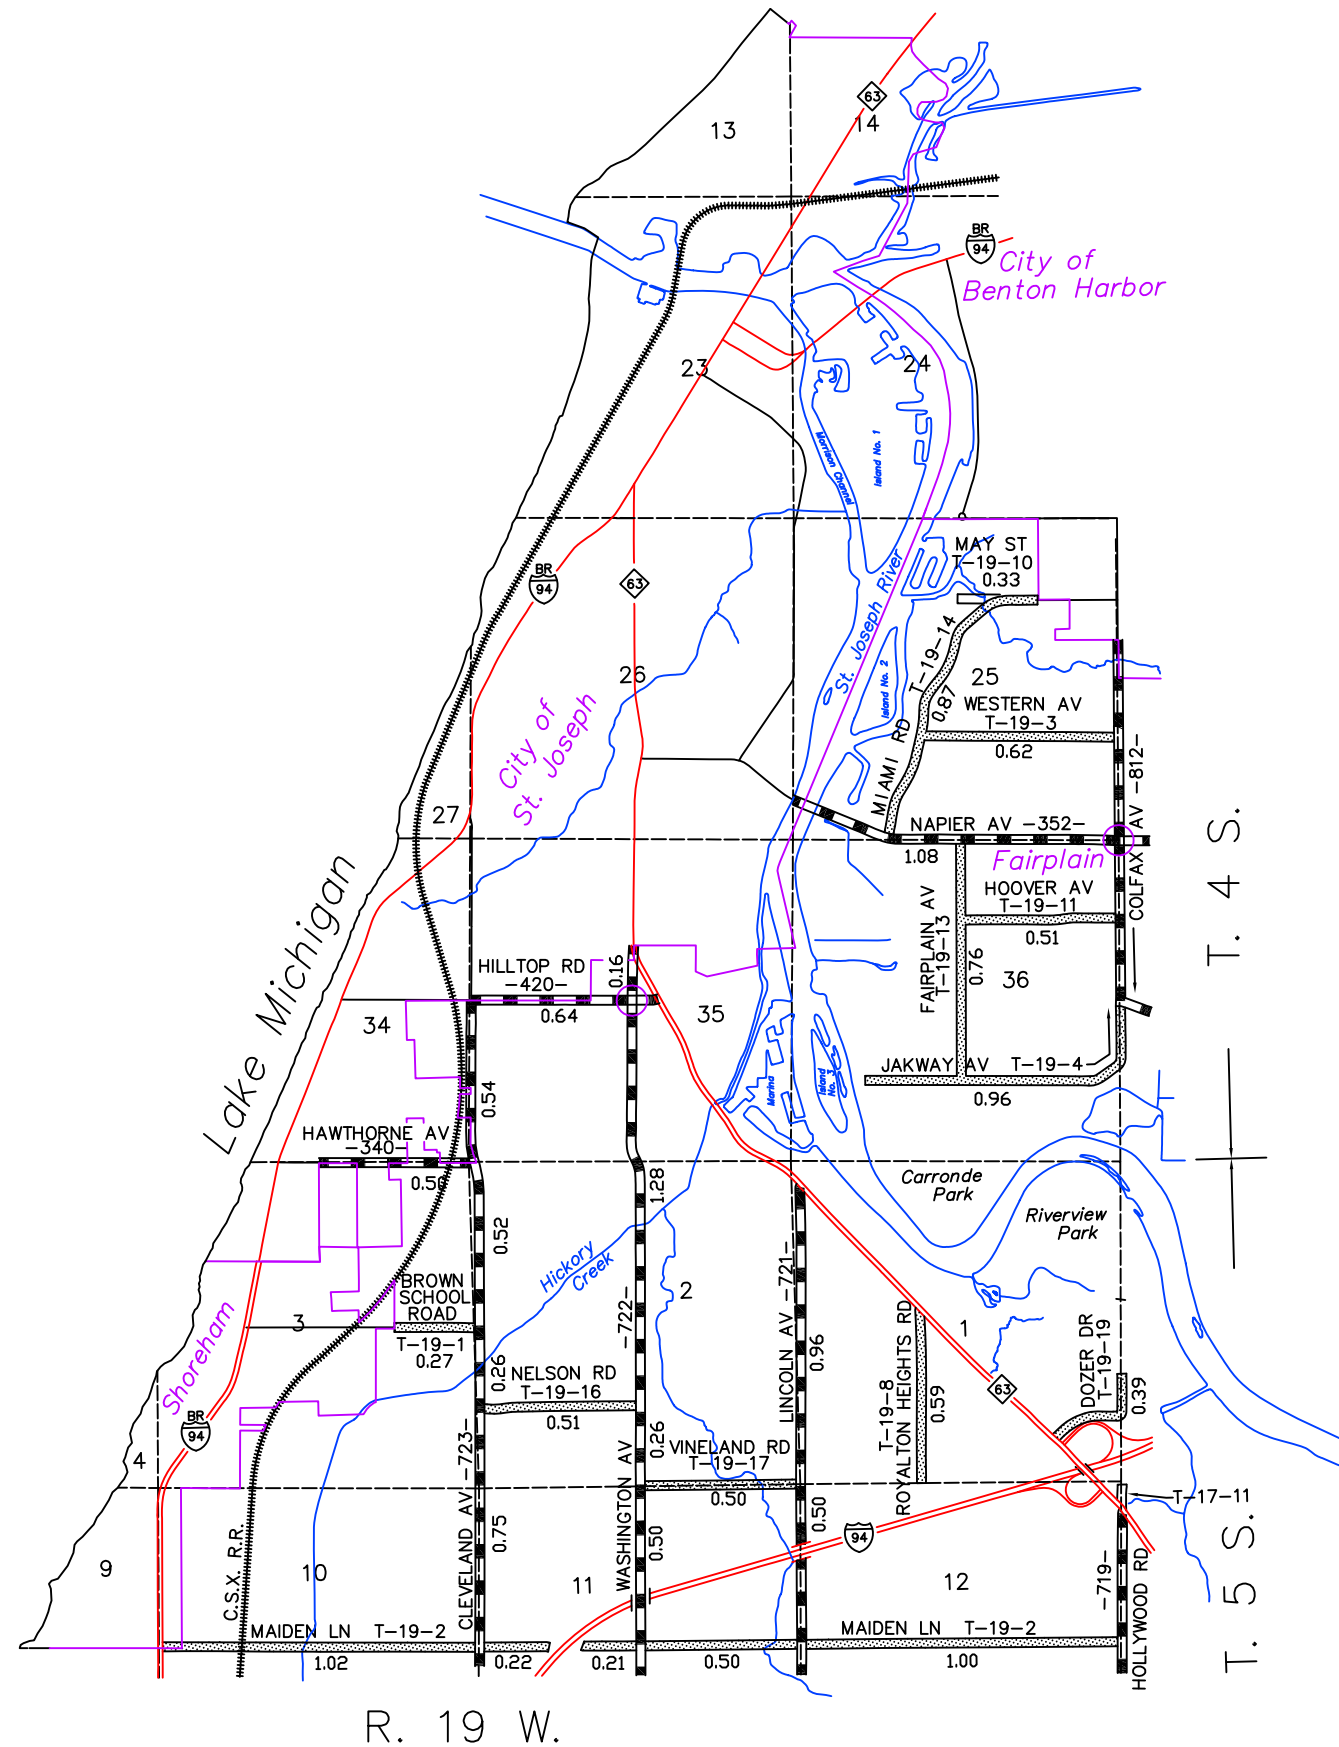 63
13
14
BR
94
City of
Benton Harbor
23
24
Morrison Channel
Island No. 1
MAY ST
T-19-10
0.33
BR
94
63
St. Joseph River
T-19-14
Island No. 2
26
25
0.87
WESTERN AV
T-19-3
0.62
City of
St. Joseph
MIAMI RD
-812-
27
NAPIER AV -352-
1.08
Fairplain
COLFAX AV
HOOVER AV
T-19-11
0.51
FAIRPLAIN AV
T-19-13
0.76
36
T. 4 S.
Lake Michigan
HILLTOP RD
-420-
0.16
0.64
35
34
JAKWAY AV T-19-4
0.96
Marina
Island
No. 3
0.54
HAWTHORNE AV
-340-
0.50
1.28
Carronde
Park
Riverview
Park
0.52
Hickory
Creek
-721-
BROWN
SCHOOL
ROAD
T-19-1
0.27
2
3
-722-
1
Shoreham
0.26
NELSON RD
T-19-16
0.51
LINCOLN AV
0.96
T-19-8
ROYALTON HEIGHTS RD
0.59
63
DOZER DR
T-19-19
0.39
BR
94
4
-723-
0.26
VINELAND RD
T-19-17
0.50
T-17-11
CLEVELAND AV
0.75
WASHINGTON AV
0.50
0.50
94
T. 5 S.
9
C.S.X. R.R.
10
11
12
-719-
HOLLYWOOD RD
MAIDEN LN T-19-2
MAIDEN LN T-19-2
1.02
0.22
0.21
0.50
1.00
R. 19 W.